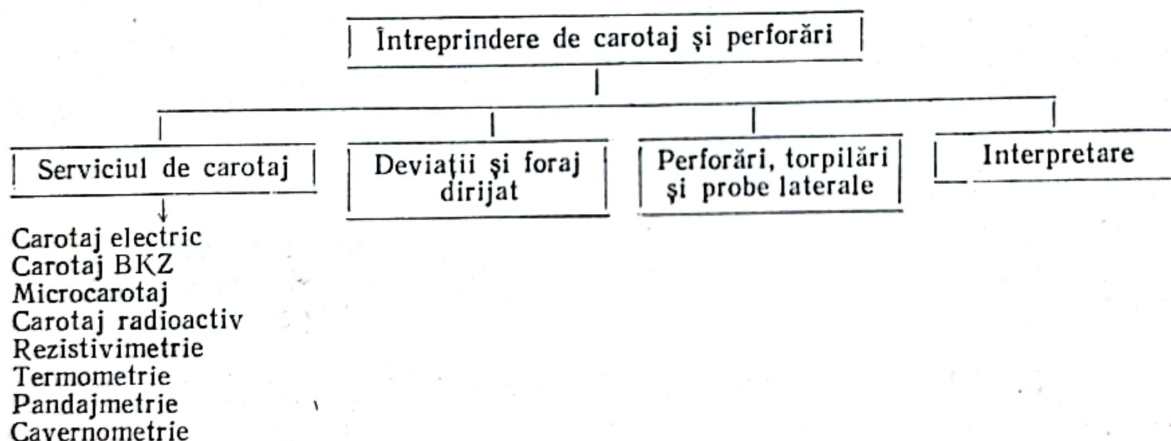 Întreprindere de carotaj și perforări
Serviciul de carotaj
Deviații și foraj
dirijat
Perforări, torpilări
și probe laterale
Interpretare
Carotaj electric
Carotaj BKZ
Microcarotaj
Carotaj radioactiv
Rezistivimetrie
Termometrie
Pandajmetrie
Cavernometrie